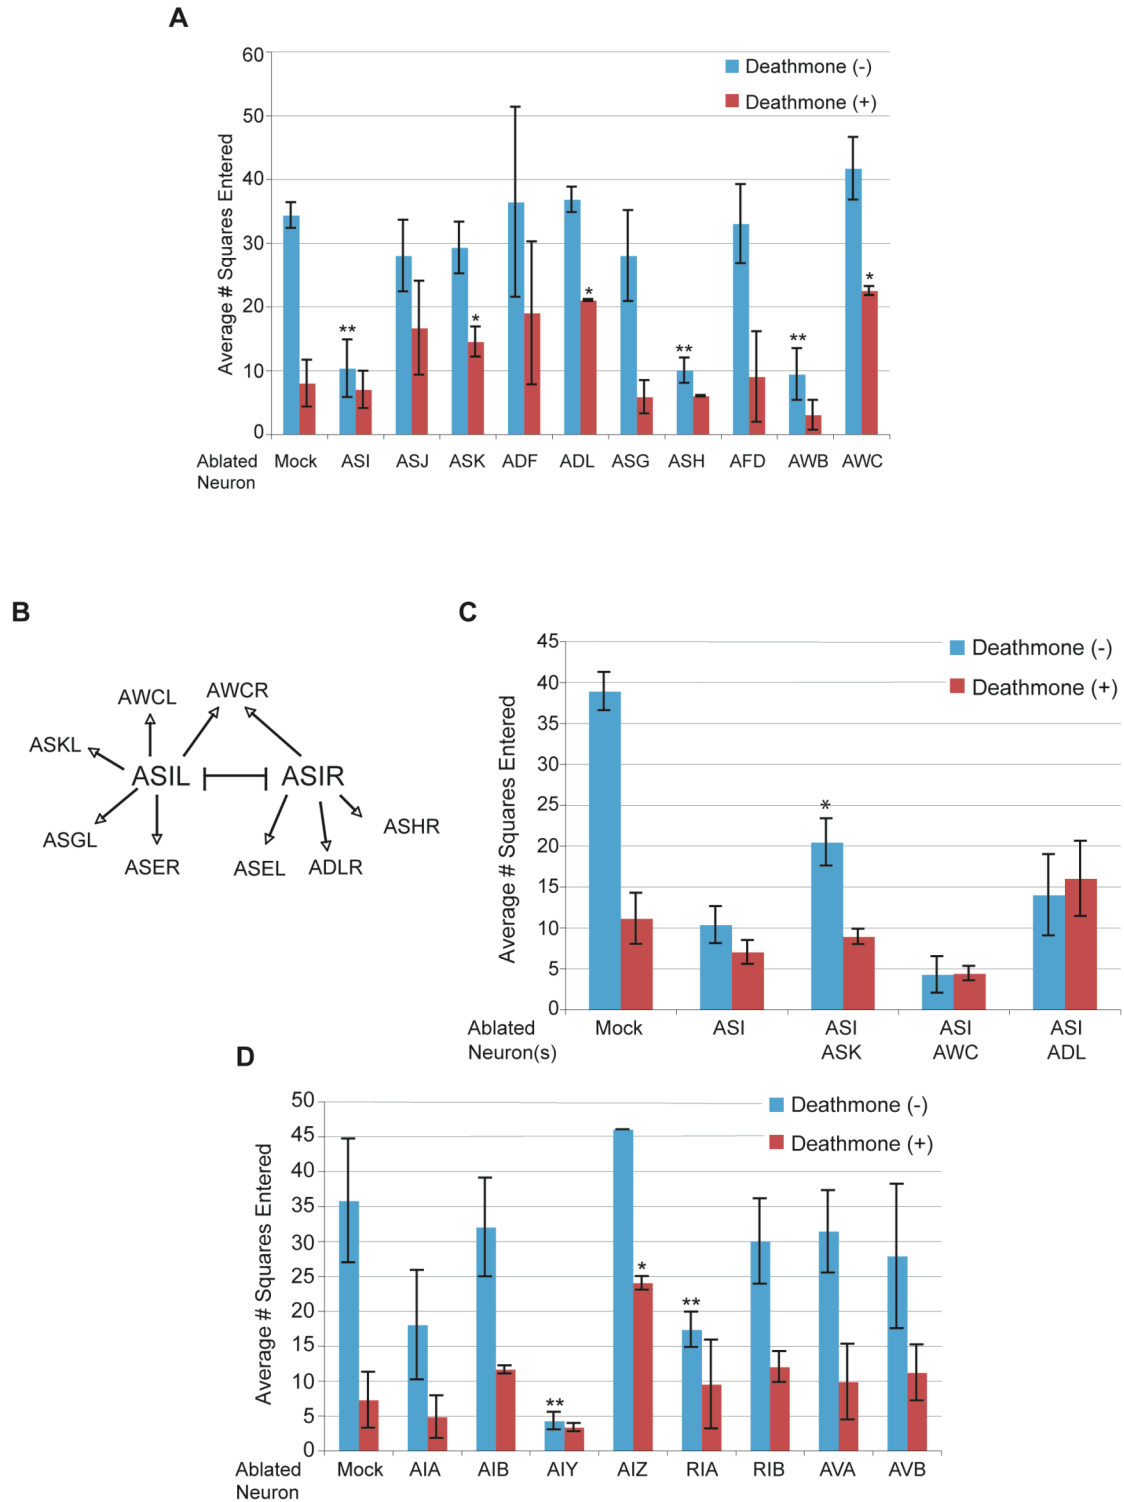 A
60
50
40
30
20
10
0
Average # Squares Entered
Deathmone (-)
Deathmone (+)
** * * ** ** *
Ablated Neuron
Mock ASI ASJ ASK ADF ADL ASG ASH AFD AWB AWC
B
AWCL AWCR
ASKL
ASIL ASIR
ASGL ASHR
ASER ASEL ADLR
C
45
40
35
30
25
20
15
10
5
0
Average # Squares Entered
Deathmone (-)
Deathmone (+)
*
Ablated Mock ASI ASI ASI ASI
Neuron(s) ASK AWC ADL
D
50
45
40
35
30
25
20
15
10
5
0
Average # Squares Entered
Deathmone (-)
Deathmone (+)
** * **
Ablated Neuron
Mock AIA AIB AIY AIZ RIA RIB AVA AVB